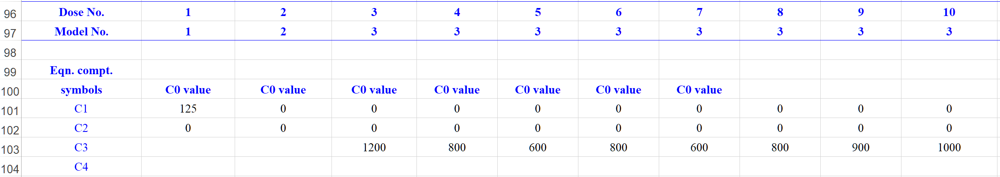 96 Dose No. 1 2 3 4 5 6 7 8 9 10
97 Model No. 1 2 3 3 3 3 3 3 3 3
98
99 Eqn. compt.
100 symbols C0 value C0 value C0 value C0 value C0 value C0 value C0 value
101 C1 125 0 0 0 0 0 0 0 0 0
102 C2 0 0 0 0 0 0 0 0 0 0
103 C3 1200 800 600 800 600 800 900 1000
104 C4